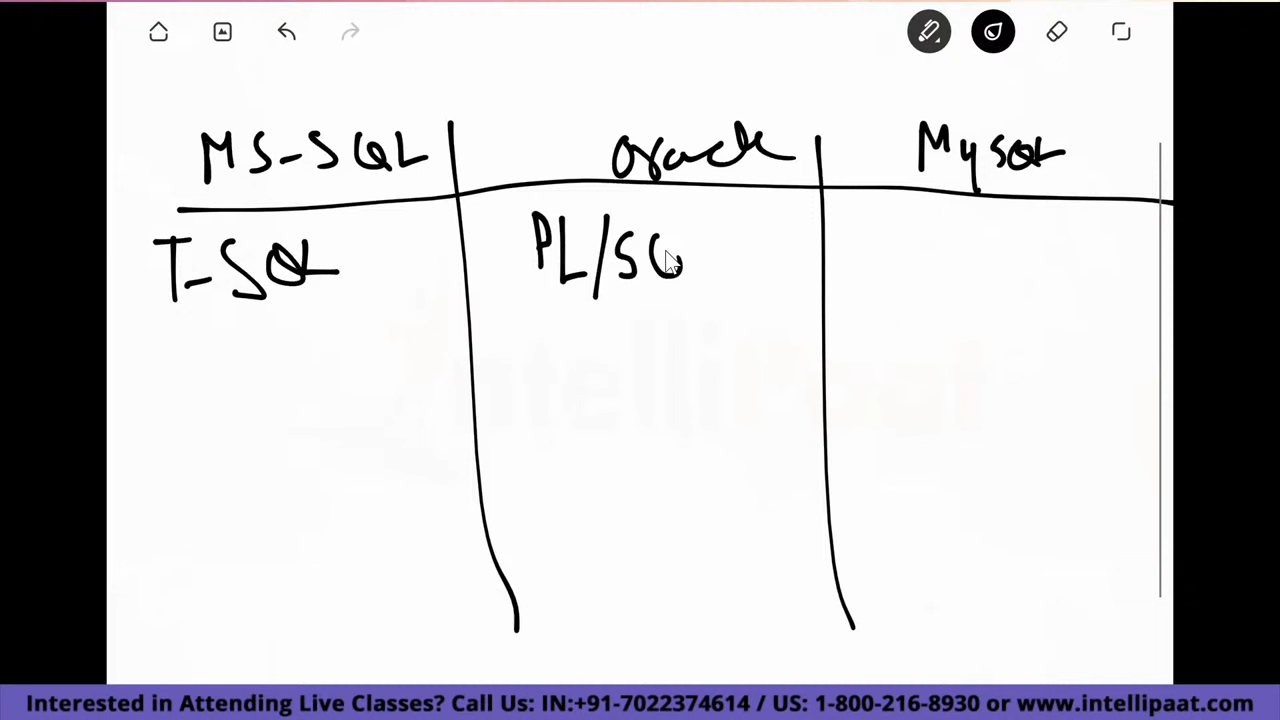 MS-SQL Oracle MySQL
T-SQL PL/SQ
intelliPaat
Interested in Attending Live Classes? Call Us: IN:+91-7022374614 / US: 1-800-216-8930 or www.intellipaat.com